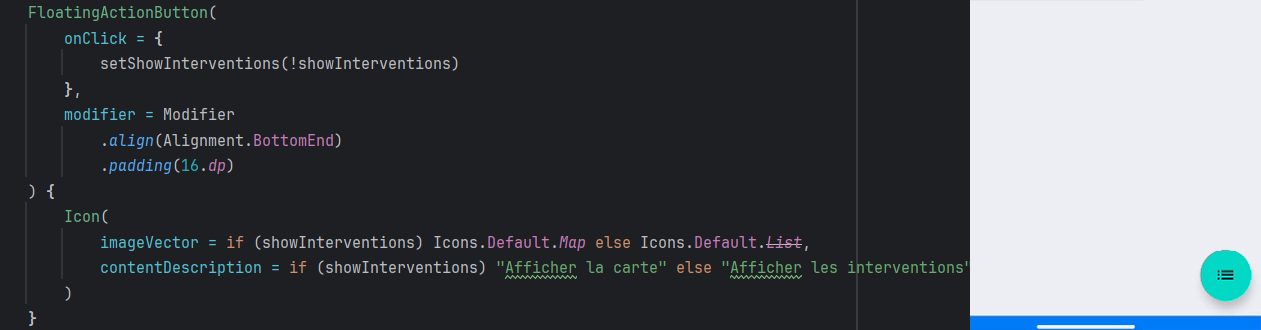 FloatingActionButton(
onClick = {
setShowInterventions(!showInterventions)
},
modifier = Modifier
.align(Alignment.BottomEnd)
.padding(16.dp)
) {
Icon(
imageVector = if (showInterventions) Icons.Default.Map else Icons.Default.List,
contentDescription = if (showInterventions) "Afficher la carte" else "Afficher les interventions"
)
}